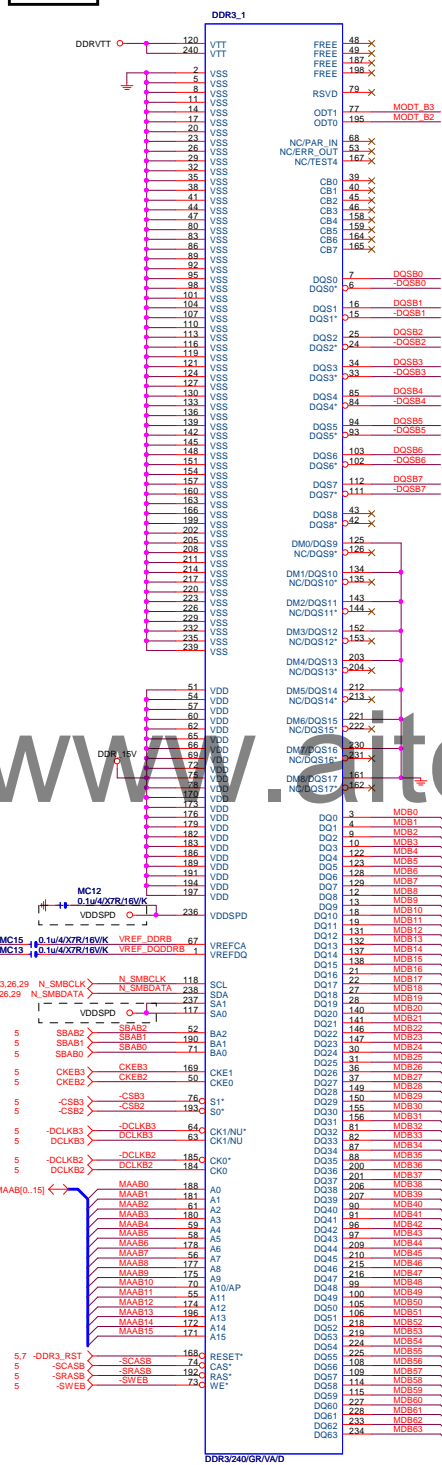 DDR3_1
DDRVTT
120 VTT
240 VTT
2 VSS
5 VSS
8 VSS
11 VSS
14 VSS
17 VSS
20 VSS
23 VSS
26 VSS
29 VSS
32 VSS
35 VSS
38 VSS
41 VSS
44 VSS
47 VSS
80 VSS
83 VSS
86 VSS
89 VSS
92 VSS
95 VSS
98 VSS
101 VSS
104 VSS
107 VSS
110 VSS
113 VSS
116 VSS
119 VSS
121 VSS
124 VSS
127 VSS
130 VSS
133 VSS
136 VSS
139 VSS
142 VSS
145 VSS
148 VSS
151 VSS
154 VSS
157 VSS
160 VSS
163 VSS
166 VSS
199 VSS
202 VSS
205 VSS
208 VSS
211 VSS
214 VSS
217 VSS
220 VSS
223 VSS
226 VSS
229 VSS
232 VSS
235 VSS
239 VSS
51 VDD
54 VDD
57 VDD
60 VDD
62 VDD
65 VDD
66 VDD
DDR_15V
69 VDD
72 VDD
75 VDD
78 VDD
170 VDD
173 VDD
176 VDD
179 VDD
182 VDD
183 VDD
186 VDD
189 VDD
191 VDD
194 VDD
197 VDD
MC12
0.1u/4/X7R/16V/K
VDDSPD 236 VDDSPD
MC15 0.1u/4/X7R/16V/K VREF_DDRB 67 VREFCA
MC13 0.1u/4/X7R/16V/K VREF_DQDDRB 1 VREFDQ
3,26,29 N_SMBCLK N_SMBCLK 118 SCL
26,29 N_SMBDATA N_SMBDATA 238 SDA
237 SA1
VDDSPD 117 SA0
5 SBAB2 SBAB2 52 BA2
5 SBAB1 SBAB1 190 BA1
5 SBAB0 SBAB0 71 BA0
5 CKEB3 CKEB3 169 CKE1
5 CKEB2 CKEB2 50 CKE0
5 -CSB3 -CSB3 76 S1*
5 -CSB2 -CSB2 193 S0*
5 -DCLKB3 -DCLKB3 64 CK1/NU*
5 DCLKB3 DCLKB3 63 CK1/NU
5 -DCLKB2 -DCLKB2 185 CK0*
5 DCLKB2 DCLKB2 184 CK0
MAAB[0..15]
MAAB0 188 A0
MAAB1 181 A1
MAAB2 61 A2
MAAB3 180 A3
MAAB4 59 A4
MAAB5 58 A5
MAAB6 178 A6
MAAB7 56 A7
MAAB8 177 A8
MAAB9 175 A9
MAAB10 70 A10/AP
MAAB11 55 A11
MAAB12 174 A12
MAAB13 196 A13
MAAB14 172 A14
MAAB15 171 A15
5,7 -DDR3_RST 168 RESET*
5 -SCASB -SCASB 74 CAS*
5 -SRASB -SRASB 192 RAS*
5 -SWEB -SWEB 73 WE*
FREE 48
FREE 49
FREE 187
FREE 198
RSVD 79
ODT1 77 MODT_B3
ODT0 195 MODT_B2
NC/PAR_IN 68
NC/ERR_OUT 53
NC/TEST4 167
CB0 39
CB1 40
CB2 45
CB3 46
CB4 158
CB5 159
CB6 164
CB7 165
DQS0 7 DQSB0
DQS0* 6 -DQSB0
DQS1 16 DQSB1
DQS1* 15 -DQSB1
DQS2 25 DQSB2
DQS2* 24 -DQSB2
DQS3 34 DQSB3
DQS3* 33 -DQSB3
DQS4 85 DQSB4
DQS4* 84 -DQSB4
DQS5 94 DQSB5
DQS5* 93 -DQSB5
DQS6 103 DQSB6
DQS6* 102 -DQSB6
DQS7 112 DQSB7
DQS7* 111 -DQSB7
DQS8 43
DQS8* 42
DM0/DQS9 125
NC/DQS9* 126
DM1/DQS10 134
NC/DQS10* 135
DM2/DQS11 143
NC/DQS11* 144
DM3/DQS12 152
NC/DQS12* 153
DM4/DQS13 203
NC/DQS13* 204
DM5/DQS14 212
NC/DQS14* 213
DM6/DQS15 221
NC/DQS15* 222
DM7/DQS16 230
NC/DQS16* 231
DM8/DQS17 161
NC/DQS17* 162
DQ0 3 MDB0
DQ1 4 MDB1
DQ2 9 MDB2
DQ3 10 MDB3
DQ4 122 MDB4
DQ5 123 MDB5
DQ6 128 MDB6
DQ7 129 MDB7
DQ8 12 MDB8
DQ9 13 MDB9
DQ10 18 MDB10
DQ11 19 MDB11
DQ12 131 MDB12
DQ13 132 MDB13
DQ14 137 MDB14
DQ15 138 MDB15
DQ16 21 MDB16
DQ17 22 MDB17
DQ18 27 MDB18
DQ19 28 MDB19
DQ20 140 MDB20
DQ21 141 MDB21
DQ22 146 MDB22
DQ23 147 MDB23
DQ24 30 MDB24
DQ25 31 MDB25
DQ26 36 MDB26
DQ27 37 MDB27
DQ28 149 MDB28
DQ29 150 MDB29
DQ30 155 MDB30
DQ31 156 MDB31
DQ32 81 MDB32
DQ33 82 MDB33
DQ34 87 MDB34
DQ35 88 MDB35
DQ36 200 MDB36
DQ37 201 MDB37
DQ38 206 MDB38
DQ39 207 MDB39
DQ40 90 MDB40
DQ41 91 MDB41
DQ42 96 MDB42
DQ43 97 MDB43
DQ44 209 MDB44
DQ45 210 MDB45
DQ46 215 MDB46
DQ47 216 MDB47
DQ48 99 MDB48
DQ49 100 MDB49
DQ50 105 MDB50
DQ51 106 MDB51
DQ52 218 MDB52
DQ53 219 MDB53
DQ54 224 MDB54
DQ55 225 MDB55
DQ56 108 MDB56
DQ57 109 MDB57
DQ58 114 MDB58
DQ59 115 MDB59
DQ60 227 MDB60
DQ61 228 MDB61
DQ62 233 MDB62
DQ63 234 MDB63
DDR3/240/GR/VA/D
www.aite